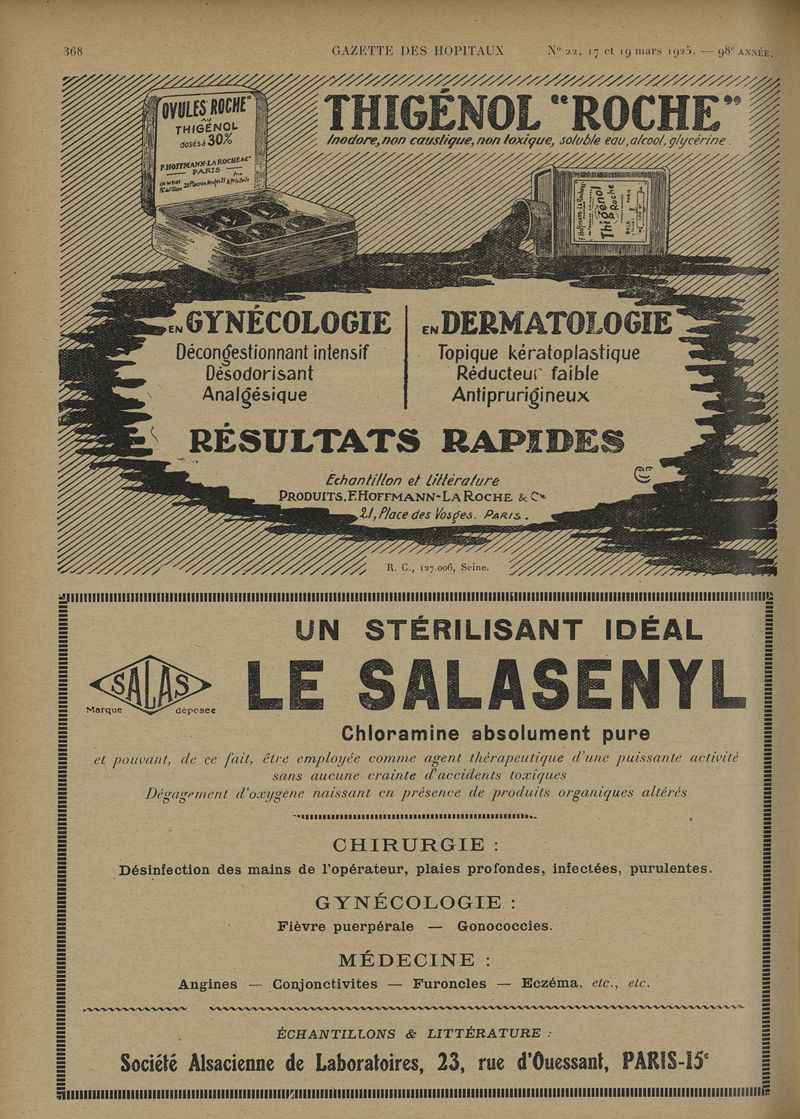 368 GAZETTE DES HOPITAUX Nº 22, 17 et 19 mars 1925. — 98e ANNÉE.
OVULES "ROCHE"
AU
THIGÉNOL
dosés à 30%
F. HOFFMANN-LA ROCHE & Cie
PARIS
THIGÉNOL "ROCHE"
Inodore, non caustique, non toxique, soluble eau, alcool, glycérine.
F. Hoffmann-La Roche
Thigénol
Roche
EN GYNÉCOLOGIE
Décongestionnant intensif
Désodorisant
Analgésique
EN DERMATOLOGIE
Topique kératoplastique
Réducteur faible
Antiprurigineux
RÉSULTATS RAPIDES
Echantillon et Littérature
PRODUITS. F. HOFFMANN-LA ROCHE & Cie
21, Place des Vosges. PARIS.
R. C., 127.006, Seine.
UN STÉRILISANT IDÉAL
SALAS
Marque déposée
LE SALASENYL
Chloramine absolument pure
et pouvant, de ce fait, être employée comme agent thérapeutique d'une puissante activité
sans aucune crainte d'accidents toxiques
Dégagement d'oxygène naissant en présence de produits organiques altérés
CHIRURGIE :
Désinfection des mains de l'opérateur, plaies profondes, infectées, purulentes.
GYNÉCOLOGIE :
Fièvre puerpérale — Gonococcies.
MÉDECINE :
Angines — Conjonctivites — Furoncles — Eczéma, etc., etc.
ÉCHANTILLONS & LITTÉRATURE :
Société Alsacienne de Laboratoires, 23, rue d'Ouessant, PARIS-15e